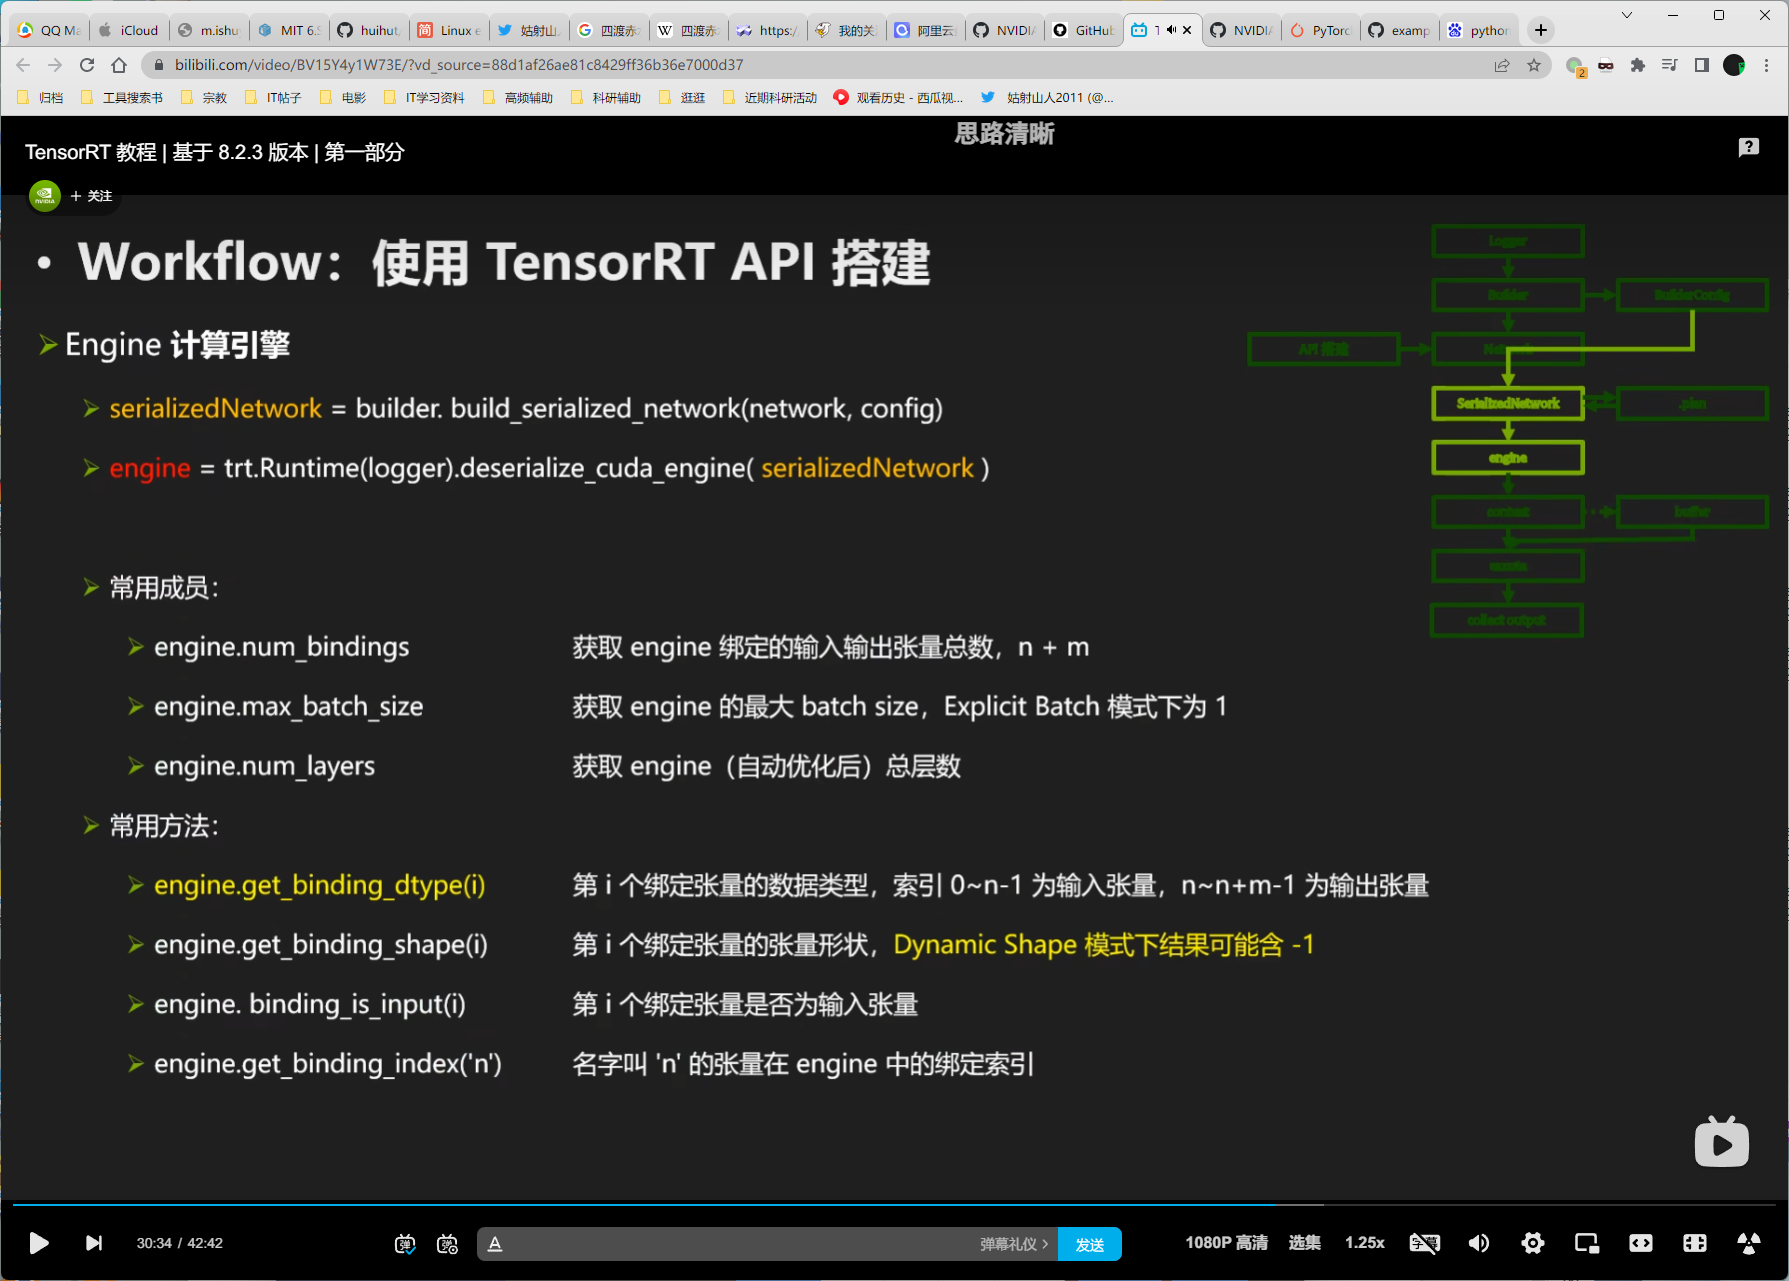 QQ Ma
iCloud
m.ishu
MIT 6.S
huihut
Linux e
姑射山
四渡赤
四渡赤
https:/
我的关
阿里云
NVIDIA
GitHub
T
NVIDIA
PyTorc
examp
python
bilibili.com/video/BV15Y4y1W73E/?vd_source=88d1af26ae81c8429ff36b36e7000d37
2
归档
工具搜索书
宗教
IT帖子
电影
IT学习资料
高频辅助
科研辅助
逛逛
近期科研活动
观看历史 - 西瓜视...
姑射山人2011 (@...
思路清晰
TensorRT 教程 | 基于 8.2.3 版本 | 第一部分
NVIDIA
+ 关注
• Workflow：使用 TensorRT API 搭建
Logger
Builder
BuilderConfig
API 搭建
Network
SerializedNetwork
.plan
engine
context
buffer
execute
collect output
Engine 计算引擎
serializedNetwork = builder. build_serialized_network(network, config)
engine = trt.Runtime(logger).deserialize_cuda_engine( serializedNetwork )
常用成员：
engine.num_bindings 获取 engine 绑定的输入输出张量总数，n + m
engine.max_batch_size 获取 engine 的最大 batch size，Explicit Batch 模式下为 1
engine.num_layers 获取 engine（自动优化后）总层数
常用方法：
engine.get_binding_dtype(i) 第 i 个绑定张量的数据类型，索引 0~n-1 为输入张量，n~n+m-1 为输出张量
engine.get_binding_shape(i) 第 i 个绑定张量的张量形状，Dynamic Shape 模式下结果可能含 -1
engine. binding_is_input(i) 第 i 个绑定张量是否为输入张量
engine.get_binding_index('n') 名字叫 'n' 的张量在 engine 中的绑定索引
30:34 / 42:42
弹
弹
A
弹幕礼仪 >
发送
1080P 高清
选集
1.25x
字幕